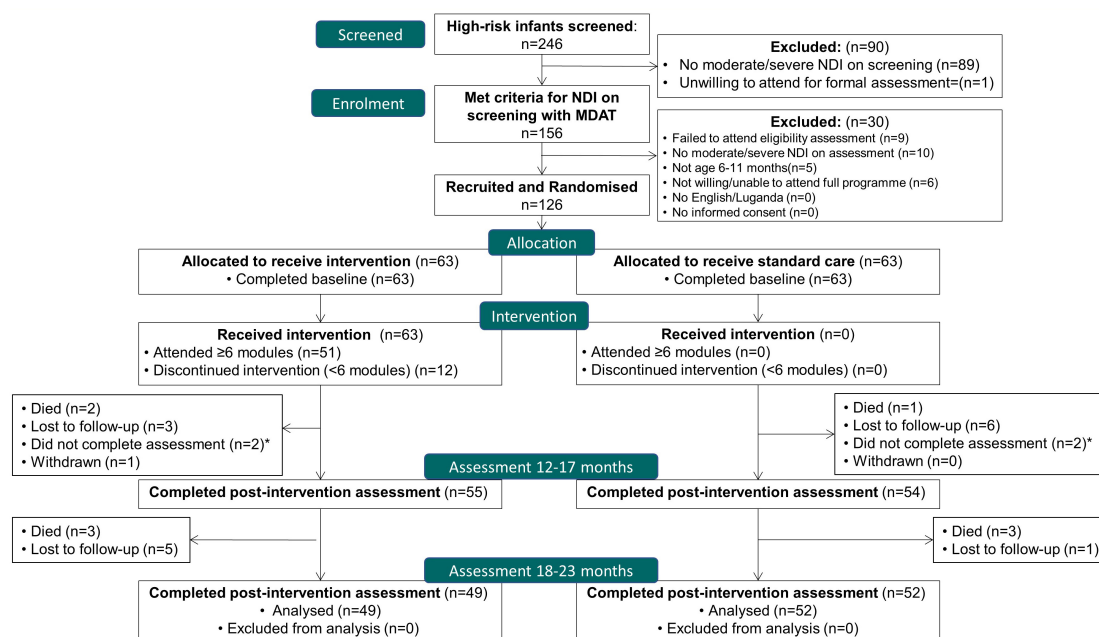 Screened
High-risk infants screened:
n=246
Excluded: (n=90)
• No moderate/severe NDI on screening (n=89)
• Unwilling to attend for formal assessment=(n=1)
Enrolment
Met criteria for NDI on
screening with MDAT
n=156
Excluded: (n=30)
• Failed to attend eligibility assessment (n=9)
• No moderate/severe NDI on assessment (n=10)
• Not age 6-11 months(n=5)
• Not willing/unable to attend full programme (n=6)
• No English/Luganda (n=0)
• No informed consent (n=0)
Recruited and Randomised
n=126
Allocation
Allocated to receive intervention (n=63)
• Completed baseline (n=63)
Allocated to receive standard care (n=63)
• Completed baseline (n=63)
Intervention
Received intervention (n=63)
• Attended ≥6 modules (n=51)
• Discontinued intervention (<6 modules) (n=12)
Received intervention (n=0)
• Attended ≥6 modules (n=0)
• Discontinued intervention (<6 modules) (n=0)
• Died (n=2)
• Lost to follow-up (n=3)
• Did not complete assessment (n=2)*
• Withdrawn (n=1)
• Died (n=1)
• Lost to follow-up (n=6)
• Did not complete assessment (n=2)*
• Withdrawn (n=0)
Assessment 12-17 months
Completed post-intervention assessment (n=55)
Completed post-intervention assessment (n=54)
• Died (n=3)
• Lost to follow-up (n=5)
• Died (n=3)
• Lost to follow-up (n=1)
Assessment 18-23 months
Completed post-intervention assessment (n=49)
• Analysed (n=49)
• Excluded from analysis (n=0)
Completed post-intervention assessment (n=52)
• Analysed (n=52)
• Excluded from analysis (n=0)